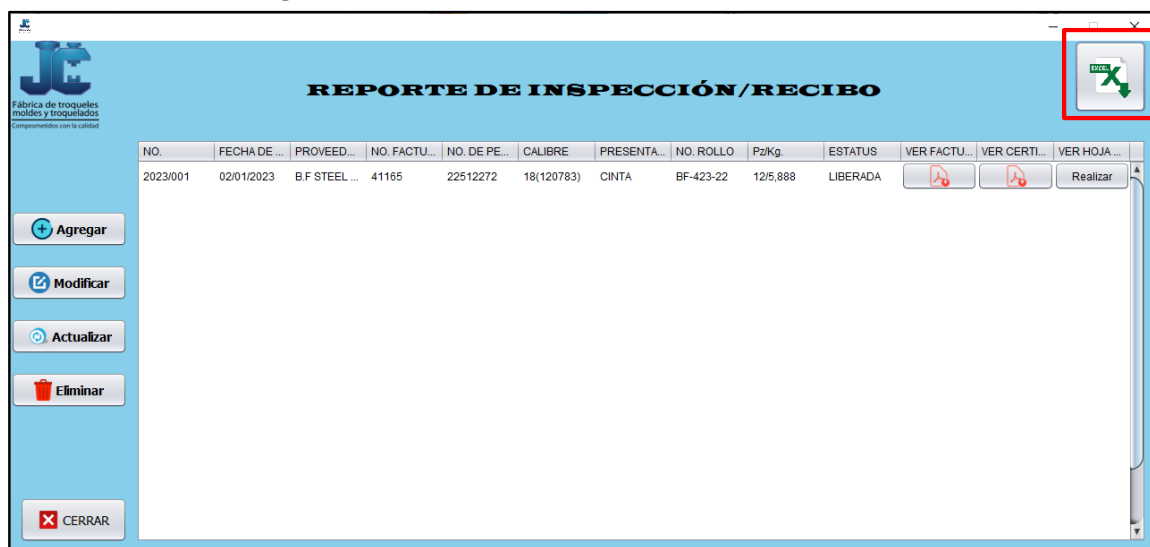 JC
Fábrica de troqueles
moldes y troquelados
Comprometidos con la calidad
REPORTE DE INSPECCIÓN/RECIBO
EXCEL
X
NO. FECHA DE ... PROVEED... NO. FACTU... NO. DE PE... CALIBRE PRESENTA... NO. ROLLO Pz/Kg. ESTATUS VER FACTU... VER CERTI... VER HOJA ...
2023/001 02/01/2023 B.F STEEL ... 41165 22512272 18(120783) CINTA BF-423-22 12/5,888 LIBERADA Realizar
Agregar
Modificar
Actualizar
Eliminar
CERRAR